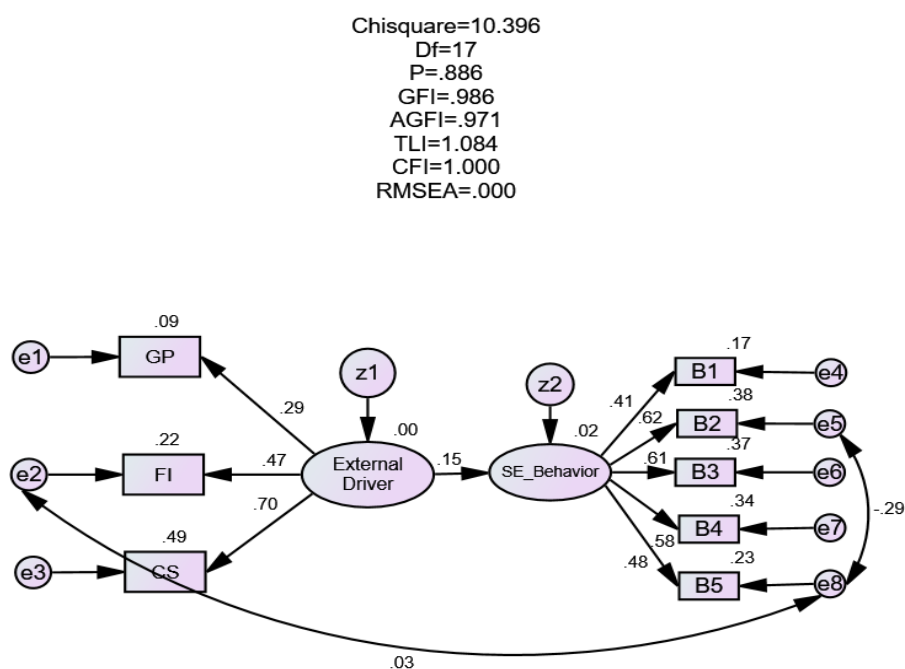 Chisquare=10.396
Df=17
P=.886
GFI=.986
AGFI=.971
TLI=1.084
CFI=1.000
RMSEA=.000
.09
e1
GP
z1
z2
.17
B1
e4
.29
.00
.02
.41
.38
.62
B2
e5
.22
e2
FI
.47
External
Driver
.15
SE_Behavior
.37
.61
B3
e6
.70
.34
-.29
.49
.58
B4
e7
e3
CS
.48
.23
B5
e8
.03